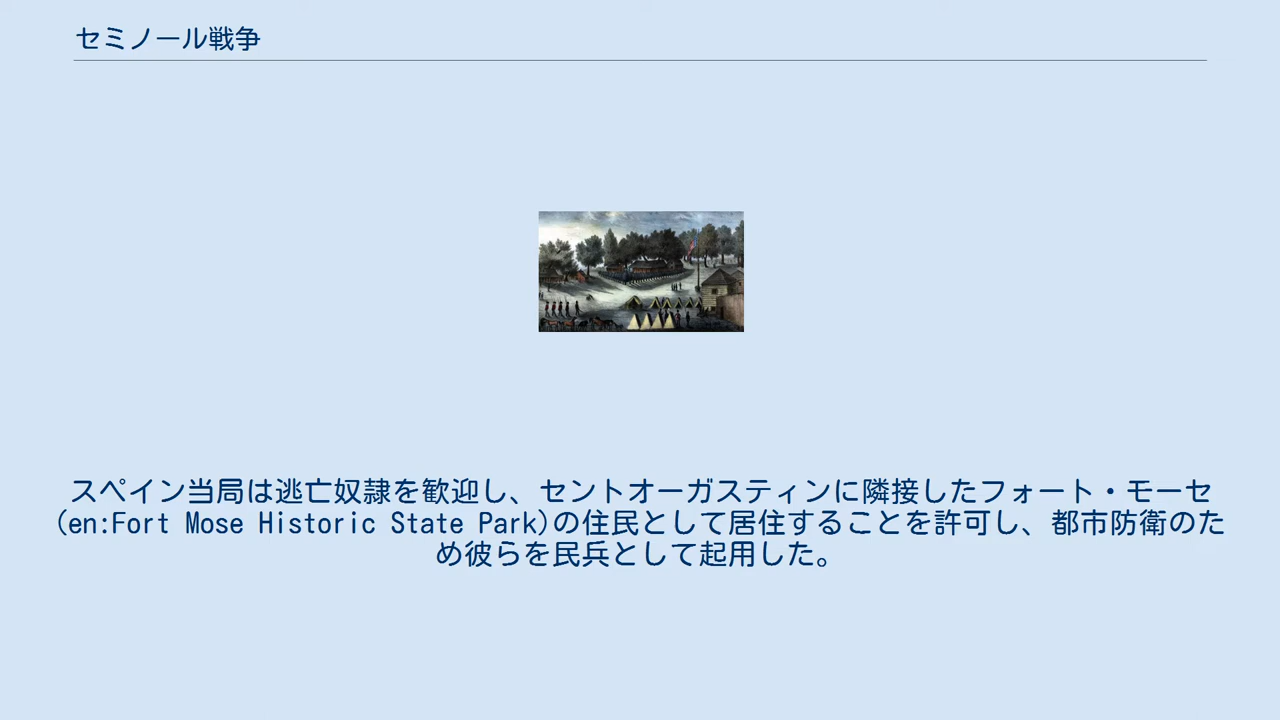 セミノール戦争
スペイン当局は逃亡奴隷を歓迎し、セントオーガスティンに隣接したフォート・モーセ
(en:Fort Mose Historic State Park)の住民として居住することを許可し、都市防衛のた
め彼らを民兵として起用した。